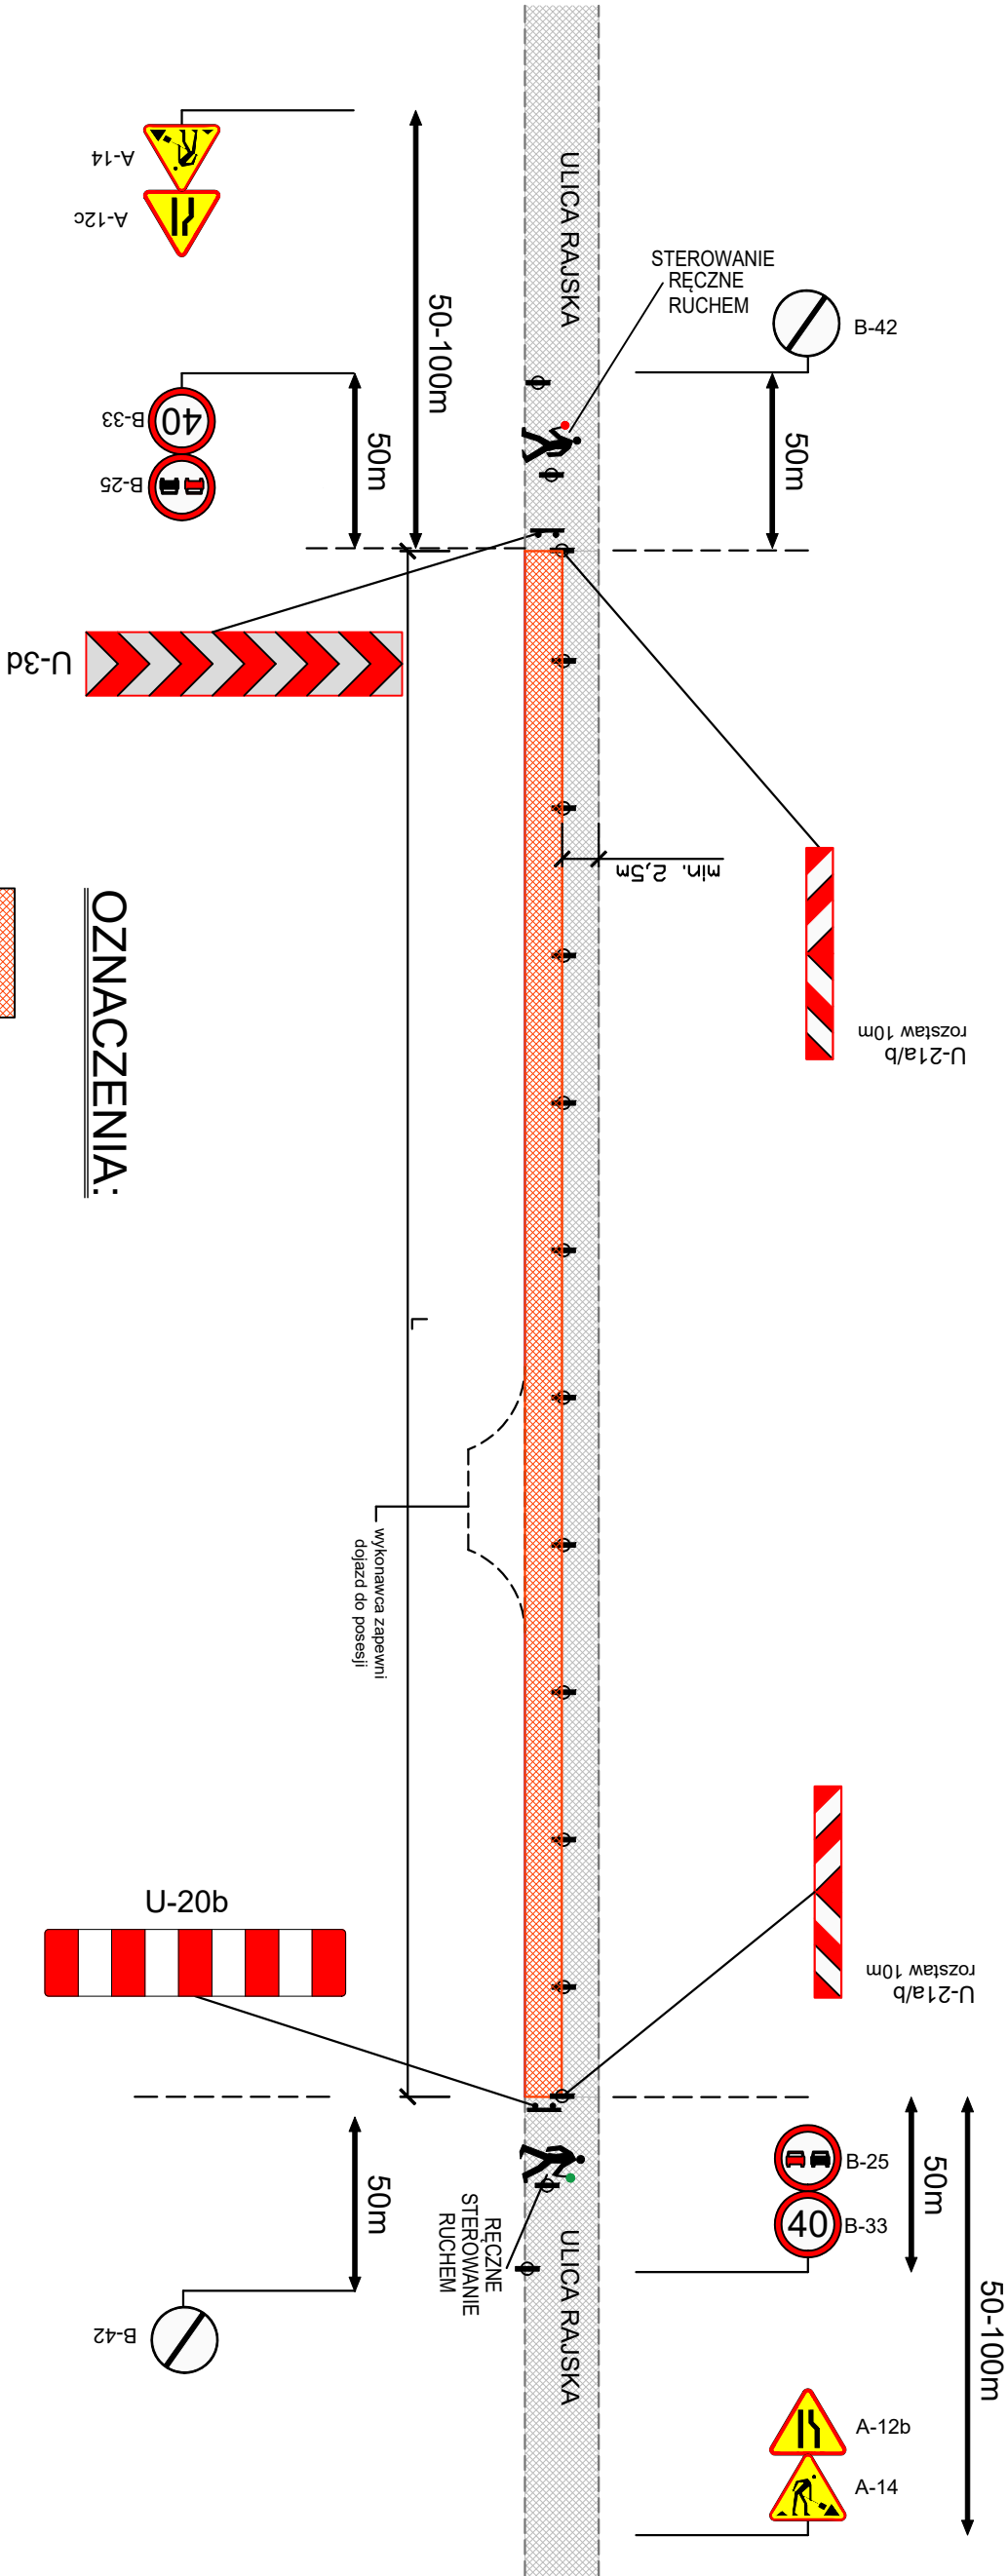 ULICA RAJSKA
STEROWANIE
RĘCZNE
RUCHEM
B-42
50m
50-100m
A-14
A-12c
50m
40
B-33
B-25
U-3d
min. 2,5m
U-21a/b
rozstaw 10m
OZNACZENIA:
L
wykonawca zapewni
dojazd do posesji
U-21a/b
rozstaw 10m
U-20b
B-25
40
B-33
50m
50-100m
RĘCZNE
STEROWANIE
RUCHEM
ULICA RAJSKA
50m
B-42
A-12b
A-14